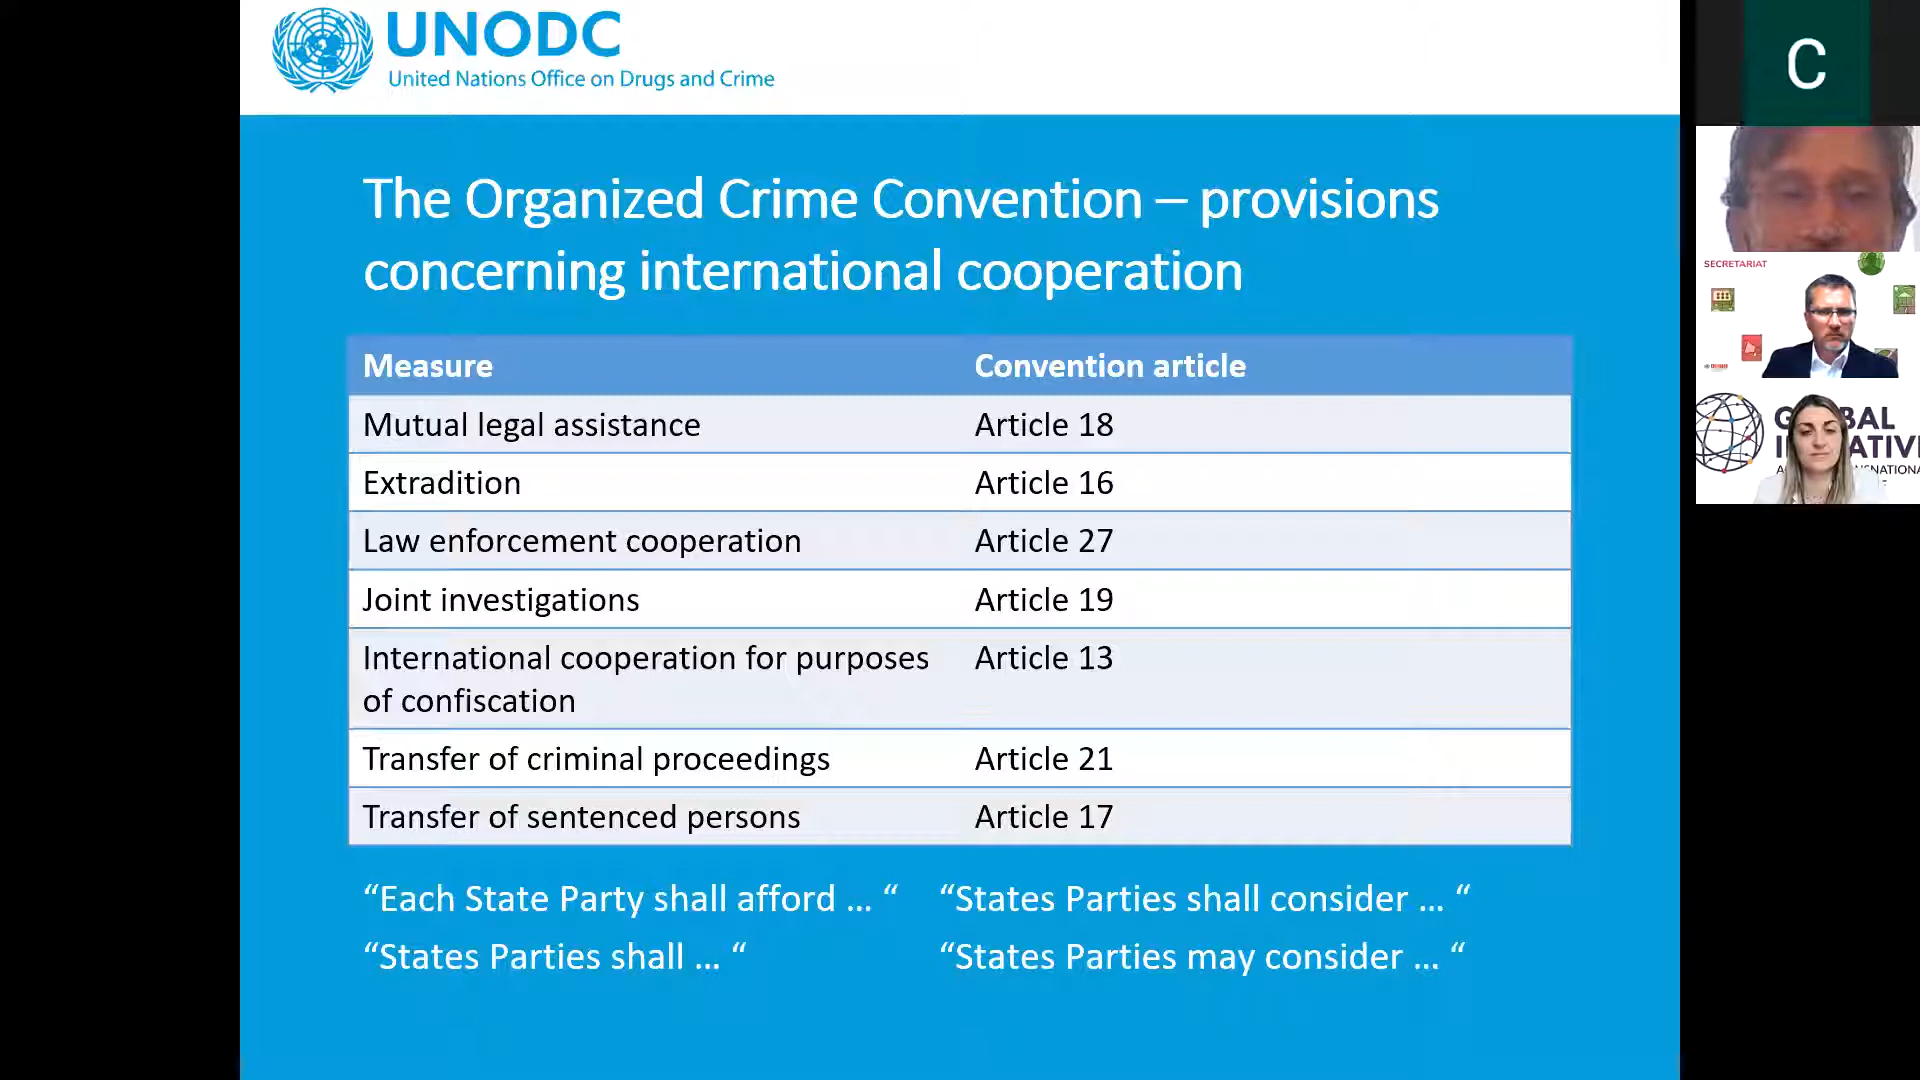 UNODC
United Nations Office on Drugs and Crime
The Organized Crime Convention – provisions
concerning international cooperation
Measure Convention article
Mutual legal assistance Article 18
Extradition Article 16
Law enforcement cooperation Article 27
Joint investigations Article 19
International cooperation for purposes Article 13
of confiscation
Transfer of criminal proceedings Article 21
Transfer of sentenced persons Article 17
“Each State Party shall afford ... “ “States Parties shall consider ... “
“States Parties shall ... “ “States Parties may consider ... “
C
SECRETARIAT